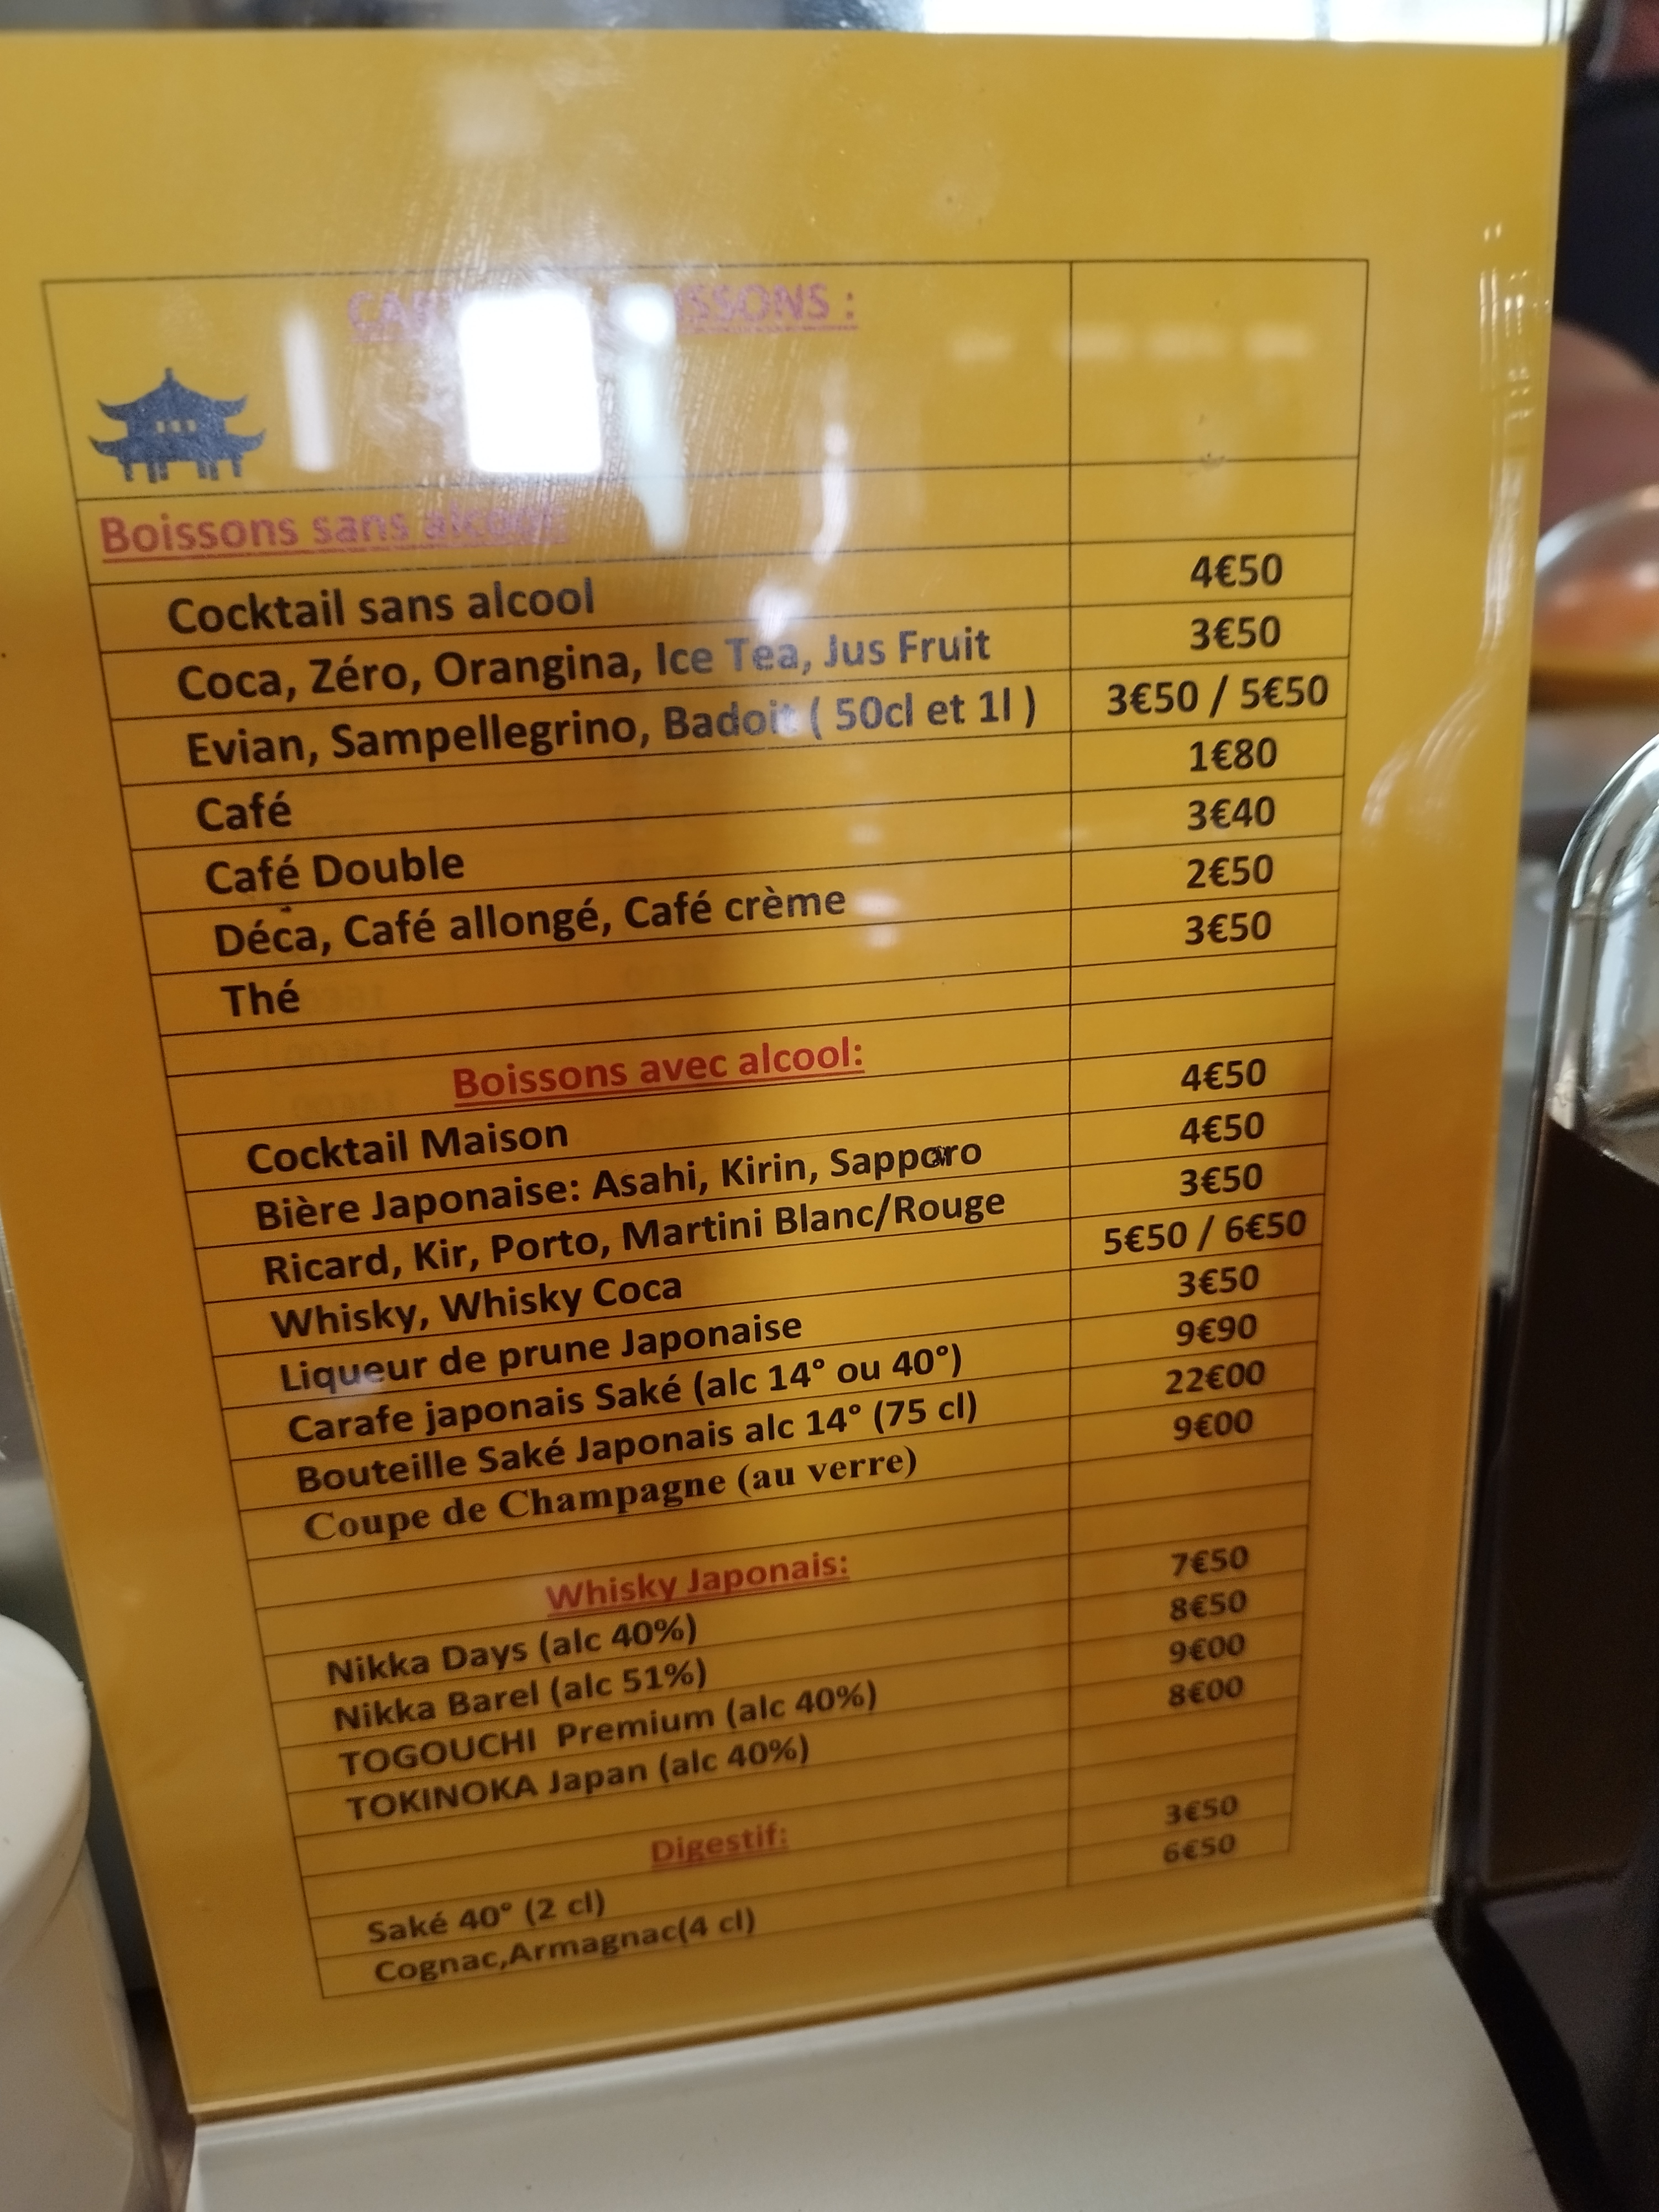 CARTE BOISSONS :
Boissons sans alcool:
Cocktail sans alcool 4€50
Coca, Zéro, Orangina, Ice Tea, Jus Fruit 3€50
Evian, Sampellegrino, Badoit ( 50cl et 1l ) 3€50 / 5€50
Café 1€80
Café Double 3€40
Déca, Café allongé, Café crème 2€50
Thé 3€50
Boissons avec alcool:
Cocktail Maison 4€50
Bière Japonaise: Asahi, Kirin, Sapporo 4€50
Ricard, Kir, Porto, Martini Blanc/Rouge 3€50
Whisky, Whisky Coca 5€50 / 6€50
Liqueur de prune Japonaise 3€50
Carafe japonais Saké (alc 14° ou 40°) 9€90
Bouteille Saké Japonais alc 14° (75 cl) 22€00
Coupe de Champagne (au verre) 9€00
Whisky Japonais:
Nikka Days (alc 40%) 7€50
Nikka Barel (alc 51%) 8€50
TOGOUCHI Premium (alc 40%) 9€00
TOKINOKA Japan (alc 40%) 8€00
Digestif:
Saké 40° (2 cl) 3€50
Cognac,Armagnac(4 cl) 6€50